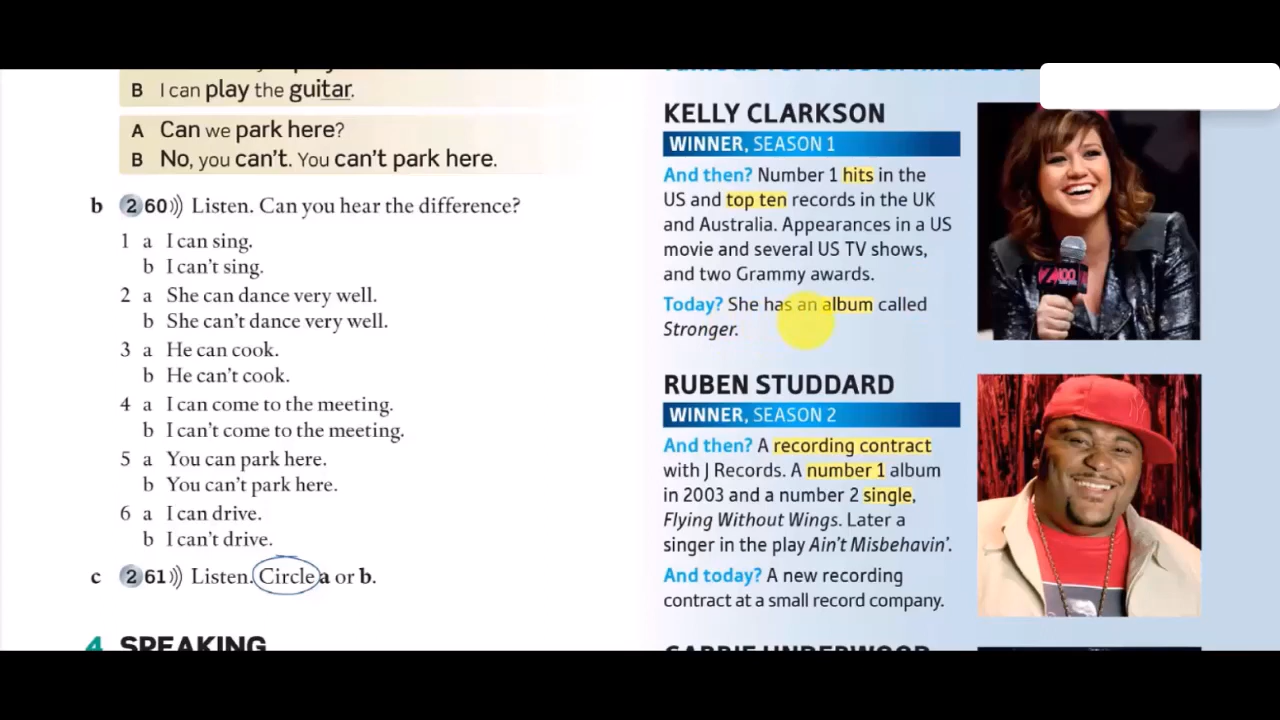 B I can play the guitar.
A Can we park here?
B No, you can't. You can't park here.
b 2 60 Listen. Can you hear the difference?
1 a I can sing.
b I can't sing.
2 a She can dance very well.
b She can't dance very well.
3 a He can cook.
b He can't cook.
4 a I can come to the meeting.
b I can't come to the meeting.
5 a You can park here.
b You can't park here.
6 a I can drive.
b I can't drive.
c 2 61 Listen. Circle a or b.
4 SPEAKING
KELLY CLARKSON
WINNER, SEASON 1
And then? Number 1 hits in the
US and top ten records in the UK
and Australia. Appearances in a US
movie and several US TV shows,
and two Grammy awards.
Today? She has an album called
Stronger.
RUBEN STUDDARD
WINNER, SEASON 2
And then? A recording contract
with J Records. A number 1 album
in 2003 and a number 2 single,
Flying Without Wings. Later a
singer in the play Ain't Misbehavin'.
And today? A new recording
contract at a small record company.
CARRIE UNDERWOOD